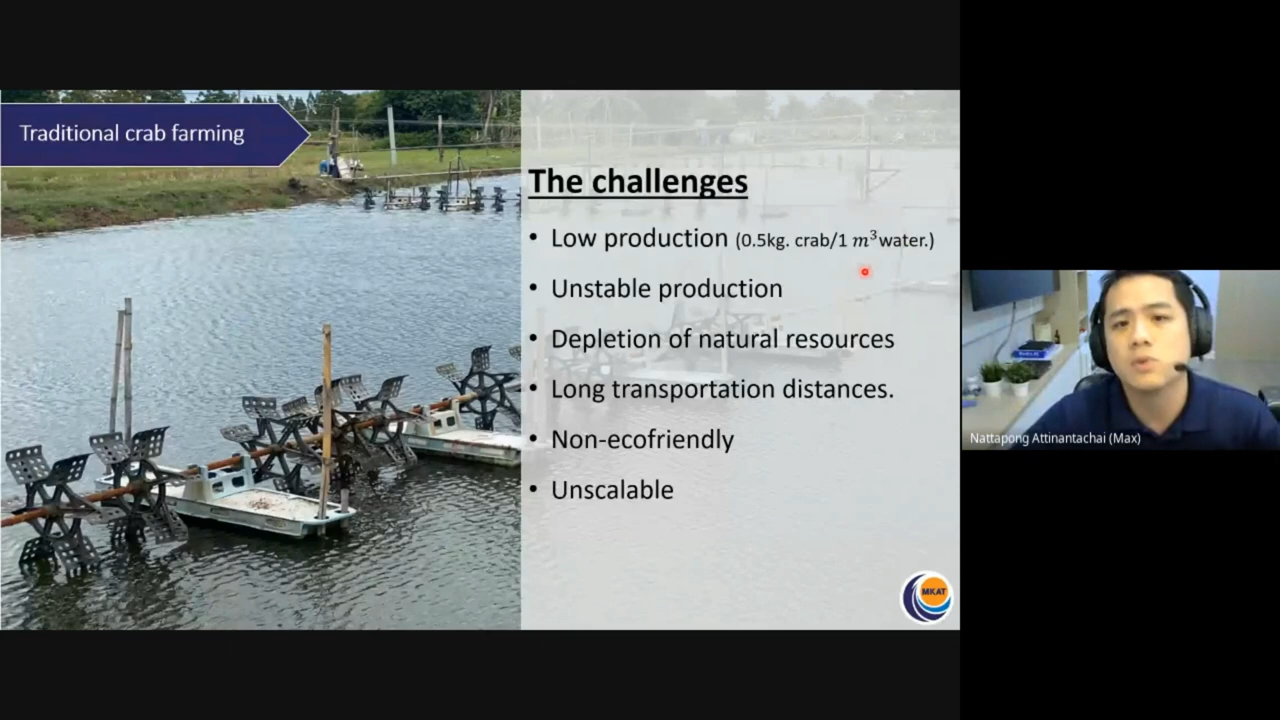 Traditional crab farming
The challenges
• Low production (0.5kg. crab/1 m³water.)
• Unstable production
• Depletion of natural resources
• Long transportation distances.
• Non-ecofriendly
• Unscalable
MKAT
Nattapong Attinantachai (Max)